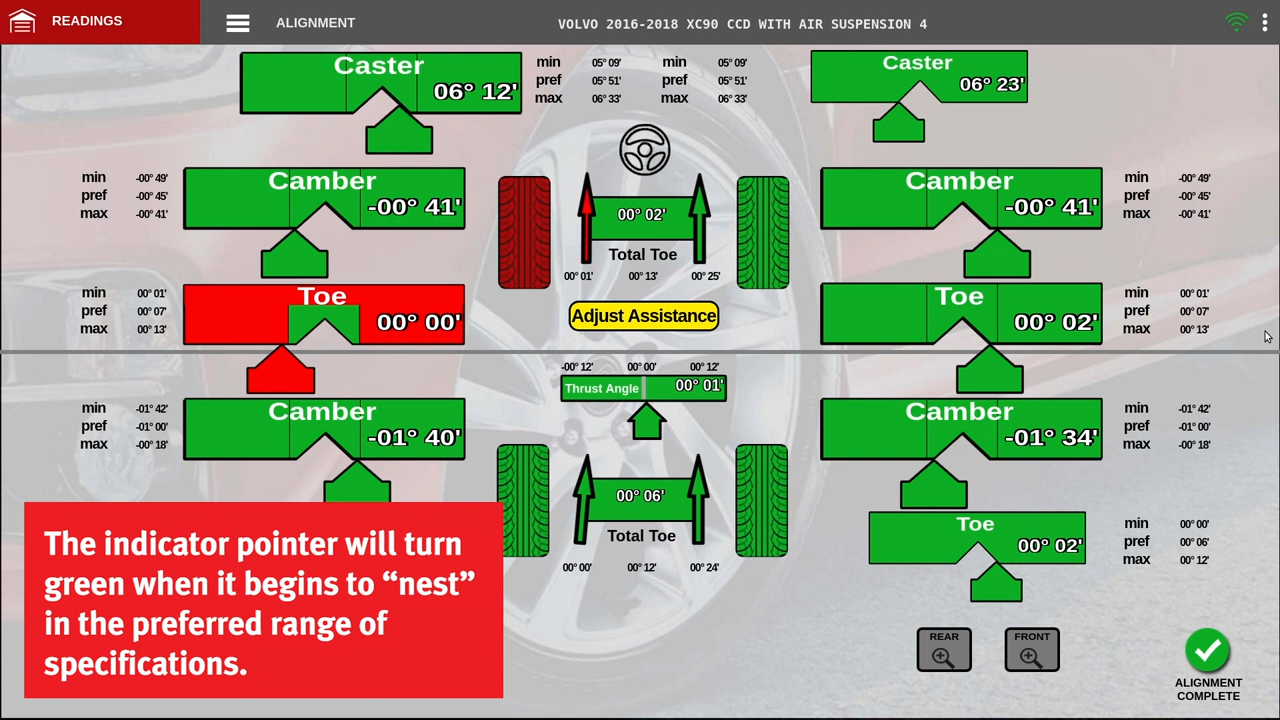 READINGS
ALIGNMENT
VOLVO 2016-2018 XC90 CCD WITH AIR SUSPENSION 4
Caster
06° 12'
min 05° 09' min 05° 09'
pref 05° 51' pref 05° 51'
max 06° 33' max 06° 33'
Caster
06° 23'
min -00° 49'
pref -00° 45'
max -00° 41'
Camber
-00° 41'
00° 02'
Total Toe
00° 01' 00° 13' 00° 25'
Camber
-00° 41'
min -00° 49'
pref -00° 45'
max -00° 41'
min 00° 01'
pref 00° 07'
max 00° 13'
Toe
00° 00'
Adjust Assistance
Toe
00° 02'
min 00° 01'
pref 00° 07'
max 00° 13'
-00° 12' 00° 00' 00° 12'
Thrust Angle 00° 01'
min -01° 42'
pref -01° 00'
max -00° 18'
Camber
-01° 40'
Camber
-01° 34'
min -01° 42'
pref -01° 00'
max -00° 18'
00° 06'
Total Toe
00° 00' 00° 12' 00° 24'
Toe
00° 02'
min 00° 00'
pref 00° 06'
max 00° 12'
The indicator pointer will turn
green when it begins to “nest”
in the preferred range of
specifications.
REAR
FRONT
ALIGNMENT
COMPLETE